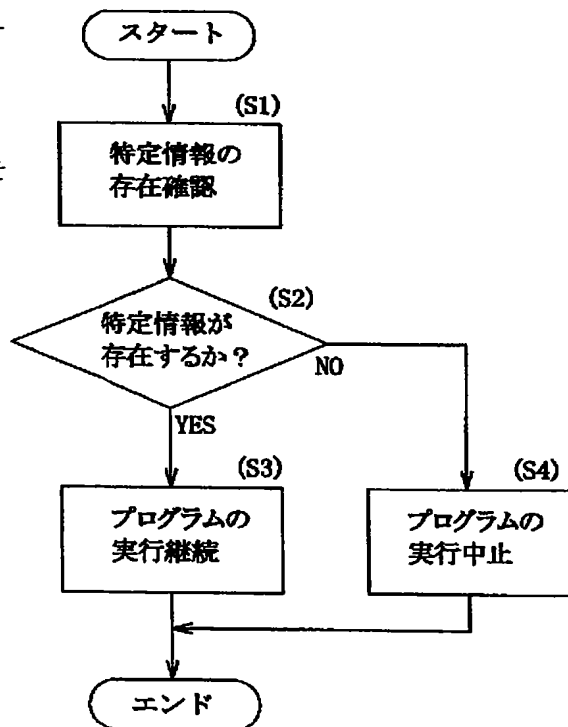 スタート
(S1)
特定情報の
存在確認
(S2)
特定情報が
存在するか?
NO
YES
(S3)
プログラムの
実行継続
(S4)
プログラムの
実行中止
エンド